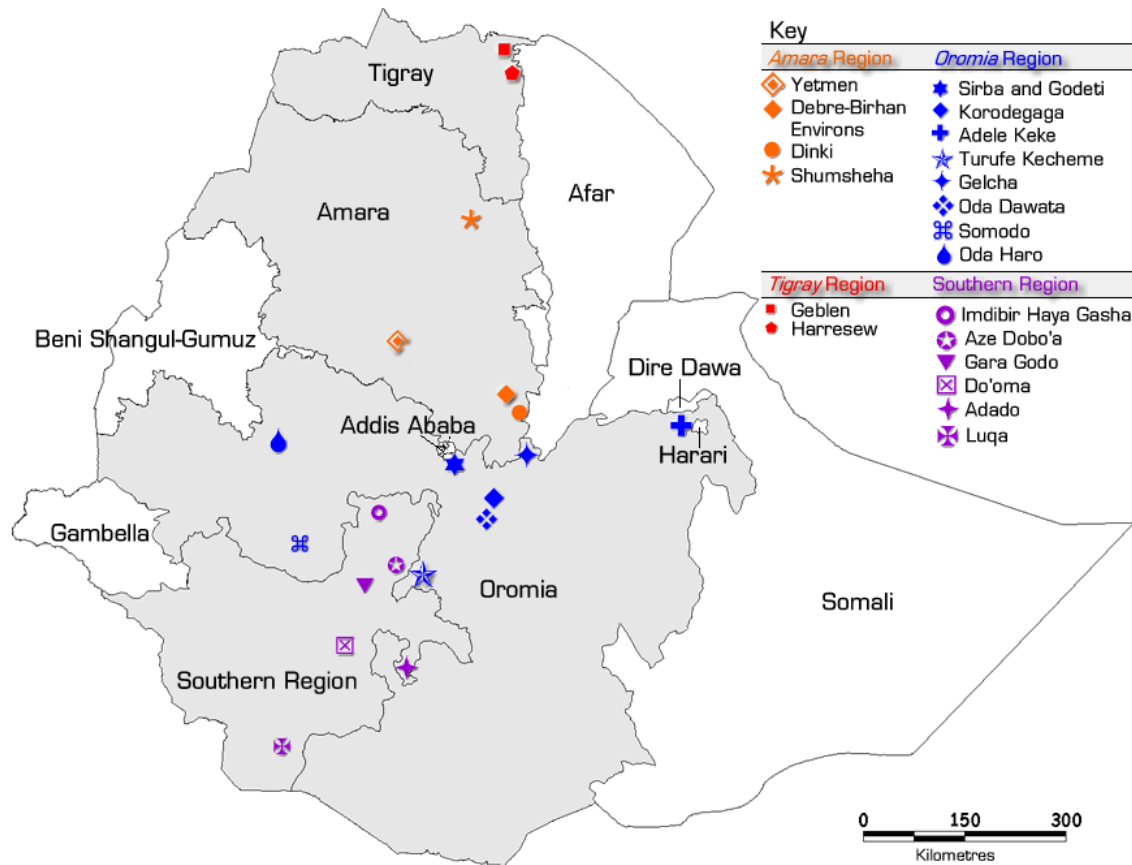 Key
Amara Region
Yetmen
Debre-Birhan
Environs
Dinki
Shumsheha
Oromia Region
Sirba and Godeti
Korodegaga
Adele Keke
Turufe Kecheme
Gelcha
Oda Dawata
Somodo
Oda Haro
Tigray Region
Geblen
Harresew
Southern Region
Imdibir Haya Gasha
Aze Dobo'a
Gara Godo
Do'oma
Adado
Luqa
Tigray
Afar
Amara
Beni Shangul-Gumuz
Dire Dawa
Addis Ababa
Harari
Gambella
Oromia
Somali
Southern Region
0 150 300
Kilometres